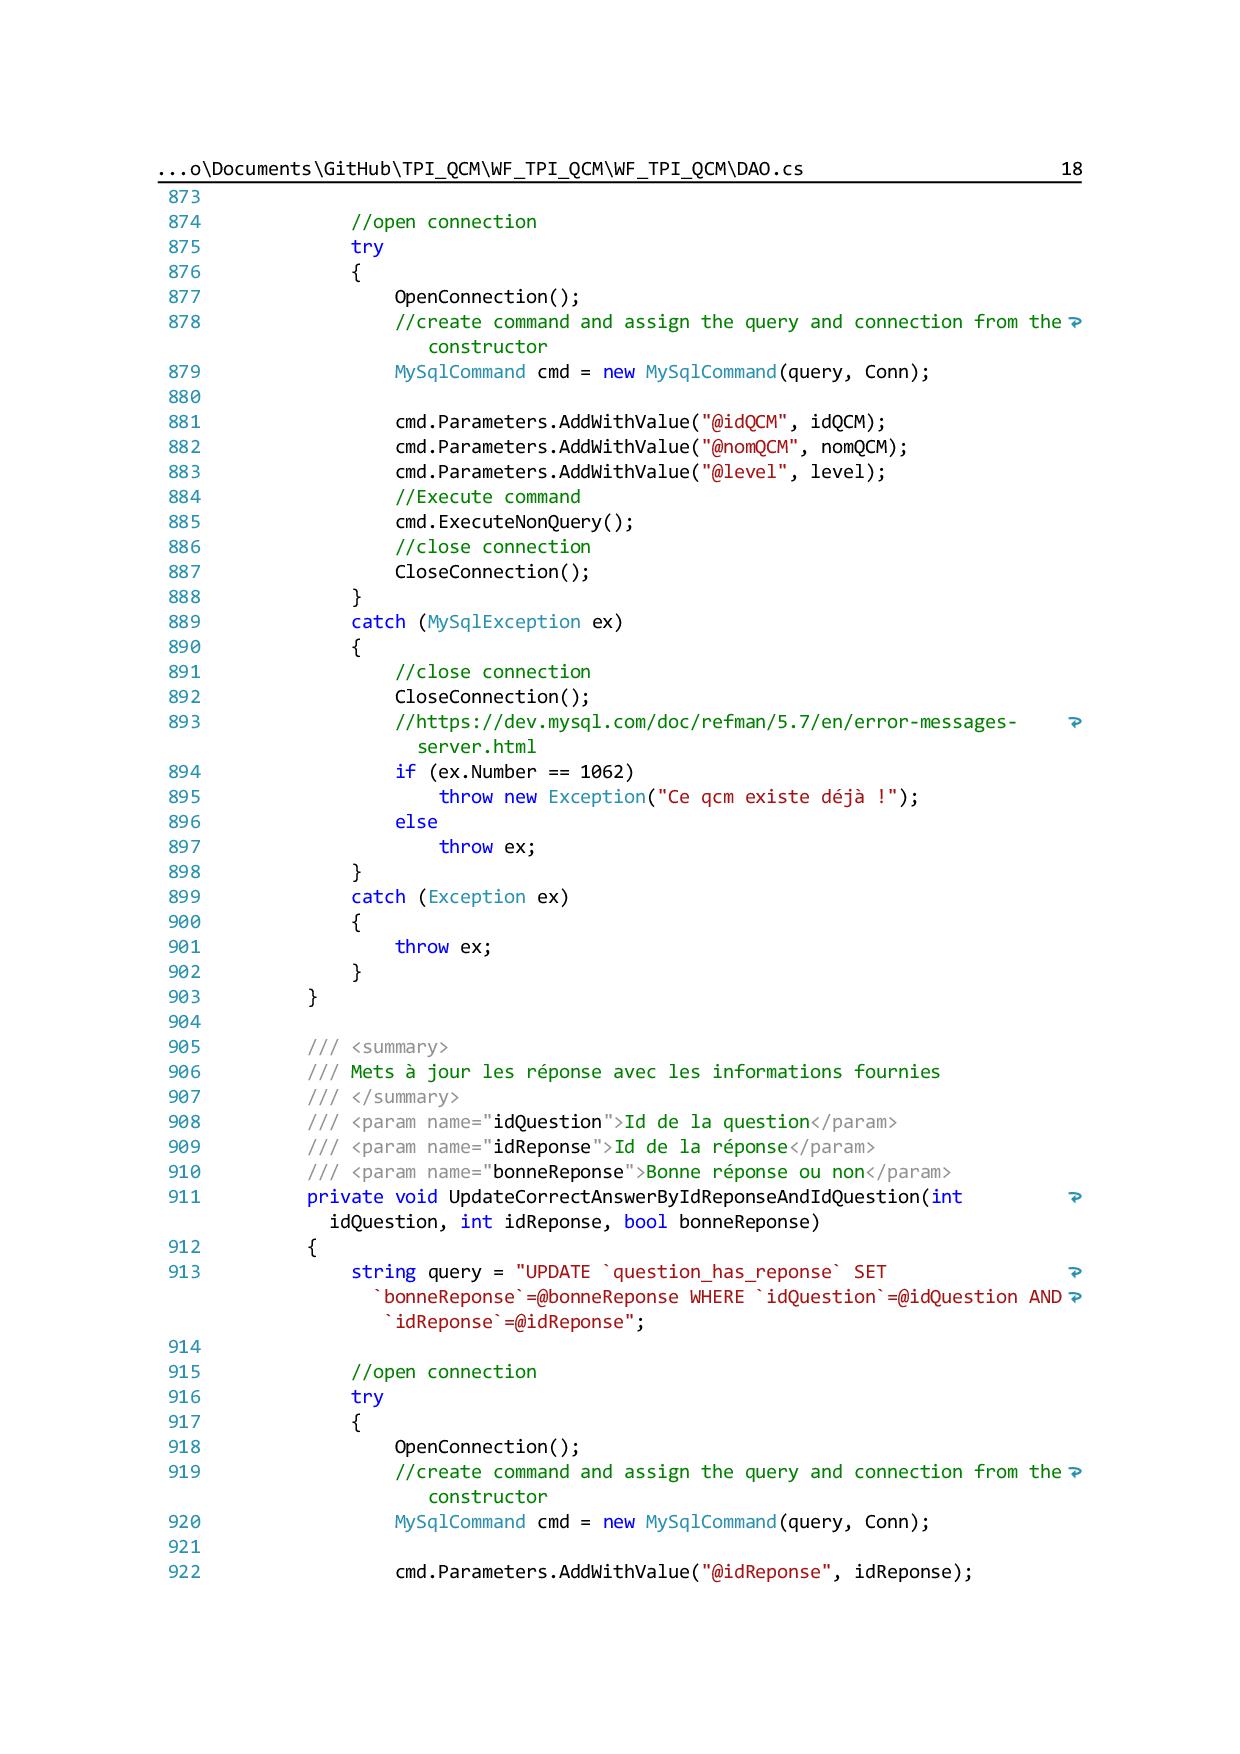 ...o\Documents\GitHub\TPI_QCM\WF_TPI_QCM\WF_TPI_QCM\DAO.cs 18
873
874 //open connection
875 try
876 {
877 OpenConnection();
878 //create command and assign the query and connection from the
constructor
879 MySqlCommand cmd = new MySqlCommand(query, Conn);
880
881 cmd.Parameters.AddWithValue("@idQCM", idQCM);
882 cmd.Parameters.AddWithValue("@nomQCM", nomQCM);
883 cmd.Parameters.AddWithValue("@level", level);
884 //Execute command
885 cmd.ExecuteNonQuery();
886 //close connection
887 CloseConnection();
888 }
889 catch (MySqlException ex)
890 {
891 //close connection
892 CloseConnection();
893 //https://dev.mysql.com/doc/refman/5.7/en/error-messages-
server.html
894 if (ex.Number == 1062)
895 throw new Exception("Ce qcm existe déjà !");
896 else
897 throw ex;
898 }
899 catch (Exception ex)
900 {
901 throw ex;
902 }
903 }
904
905 /// <summary>
906 /// Mets à jour les réponse avec les informations fournies
907 /// </summary>
908 /// <param name="idQuestion">Id de la question</param>
909 /// <param name="idReponse">Id de la réponse</param>
910 /// <param name="bonneReponse">Bonne réponse ou non</param>
911 private void UpdateCorrectAnswerByIdReponseAndIdQuestion(int
idQuestion, int idReponse, bool bonneReponse)
912 {
913 string query = "UPDATE `question_has_reponse` SET
`bonneReponse`=@bonneReponse WHERE `idQuestion`=@idQuestion AND
`idReponse`=@idReponse";
914
915 //open connection
916 try
917 {
918 OpenConnection();
919 //create command and assign the query and connection from the
constructor
920 MySqlCommand cmd = new MySqlCommand(query, Conn);
921
922 cmd.Parameters.AddWithValue("@idReponse", idReponse);